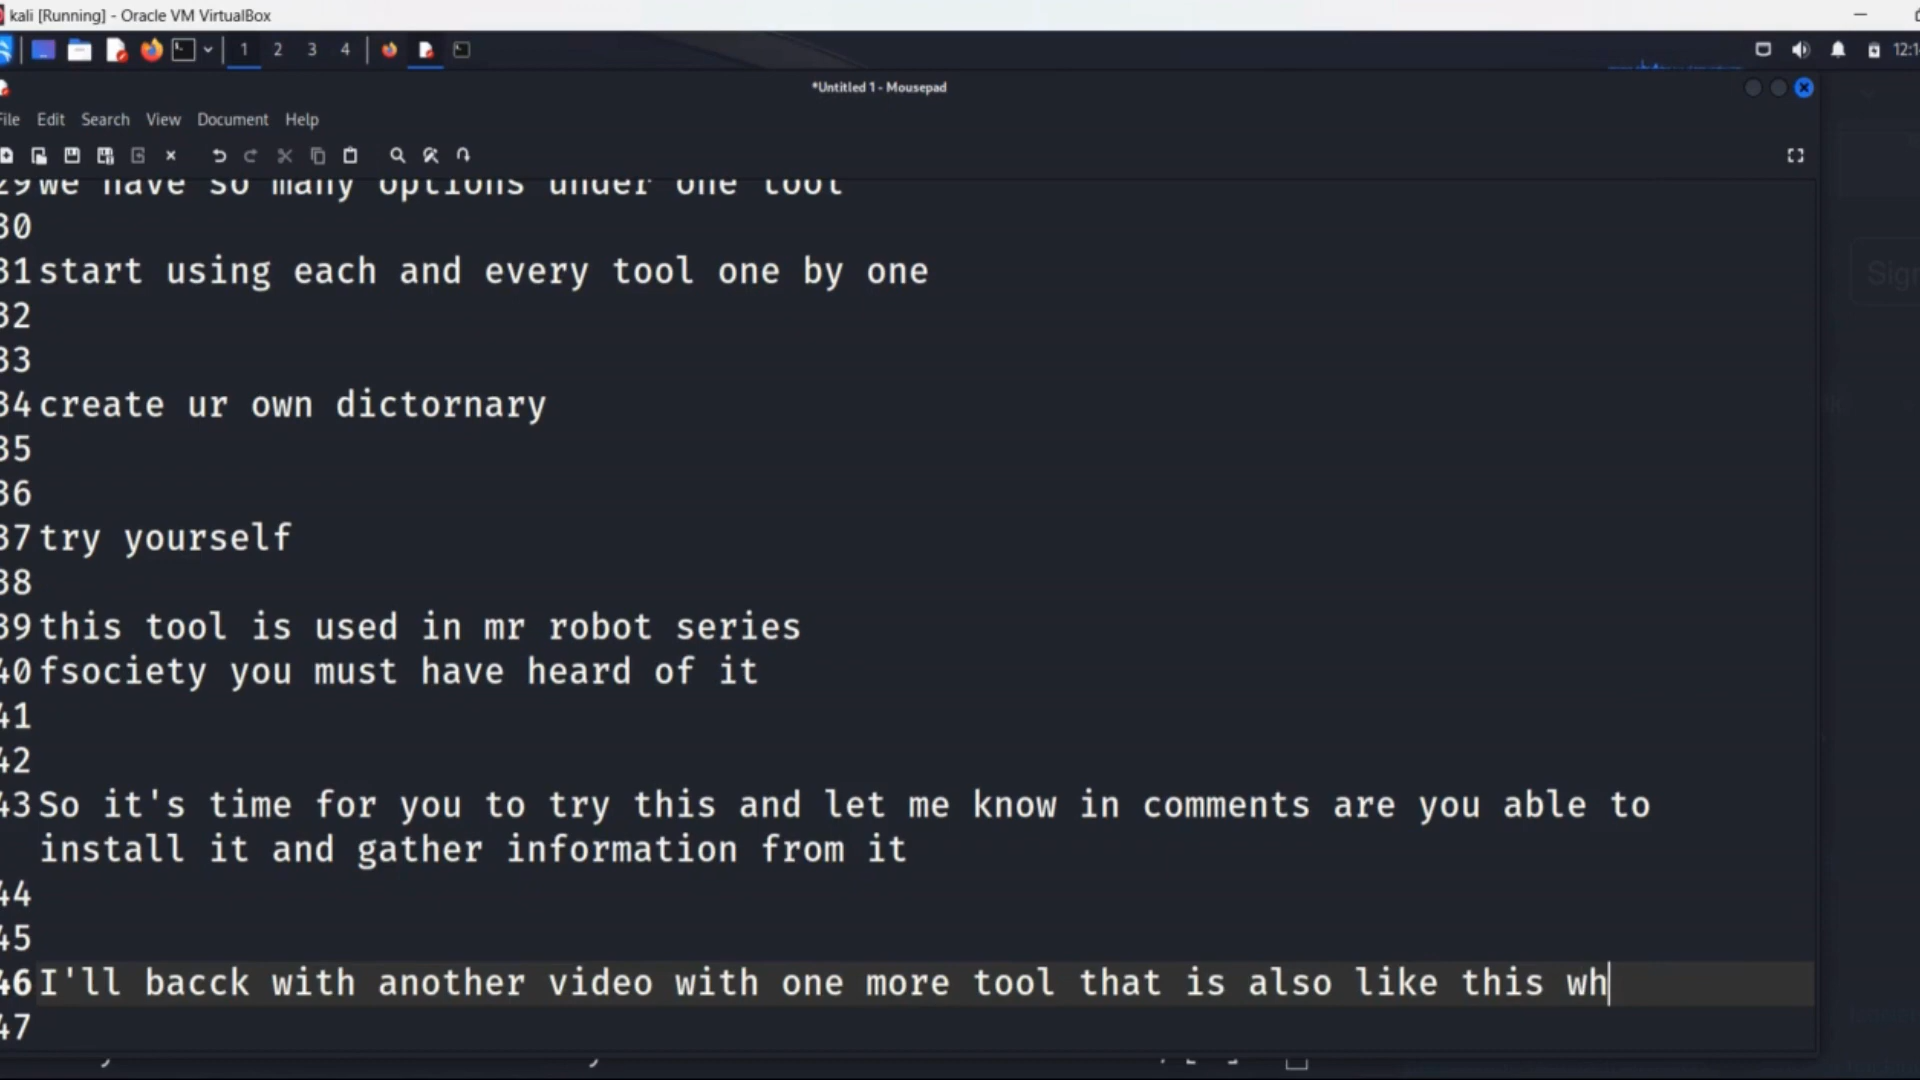 kali [Running] - Oracle VM VirtualBox
1 2 3 4
*Untitled 1 - Mousepad
File Edit Search View Document Help
29 we have so many options under one tool
30
31 start using each and every tool one by one
32
33
34 create ur own dictornary
35
36
37 try yourself
38
39 this tool is used in mr robot series
40 fsociety you must have heard of it
41
42
43 So it's time for you to try this and let me know in comments are you able to
install it and gather information from it
44
45
46 I'll bacck with another video with one more tool that is also like this wh
47